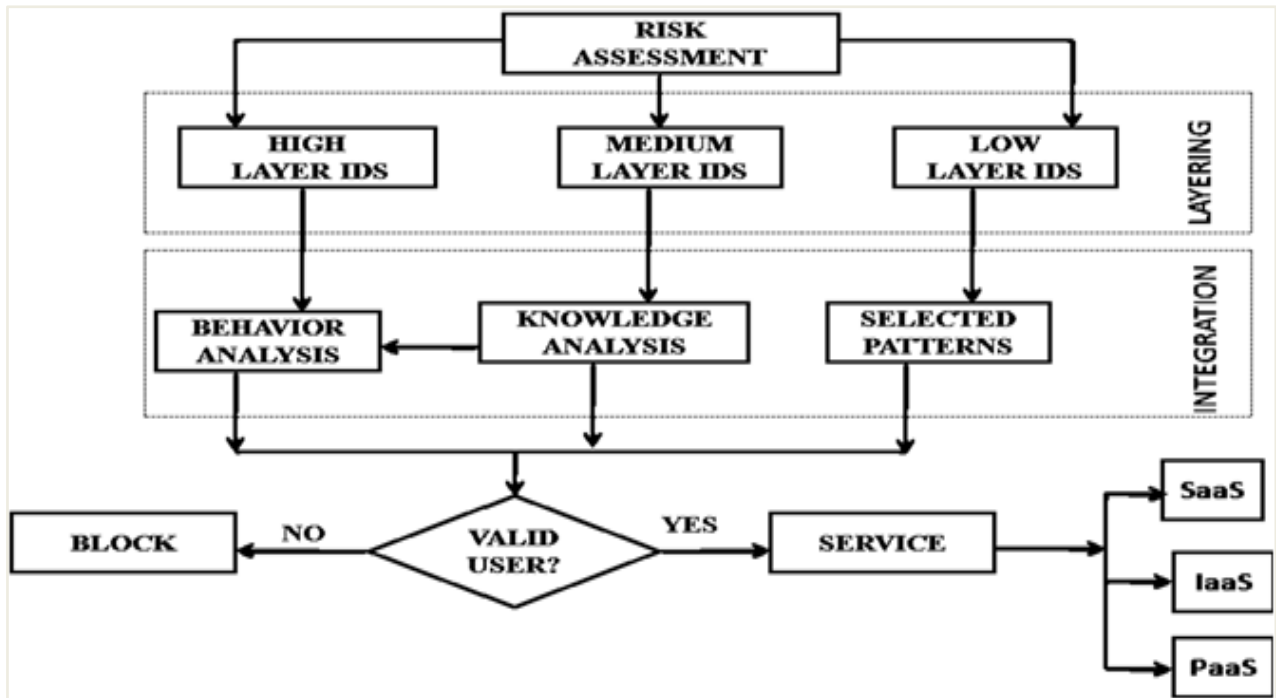 RISK
ASSESSMENT
HIGH
LAYER IDS
MEDIUM
LAYER IDS
LOW
LAYER IDS
LAYERING
BEHAVIOR
ANALYSIS
KNOWLEDGE
ANALYSIS
SELECTED
PATTERNS
INTEGRATION
BLOCK
NO
VALID
USER?
YES
SERVICE
SaaS
IaaS
PaaS